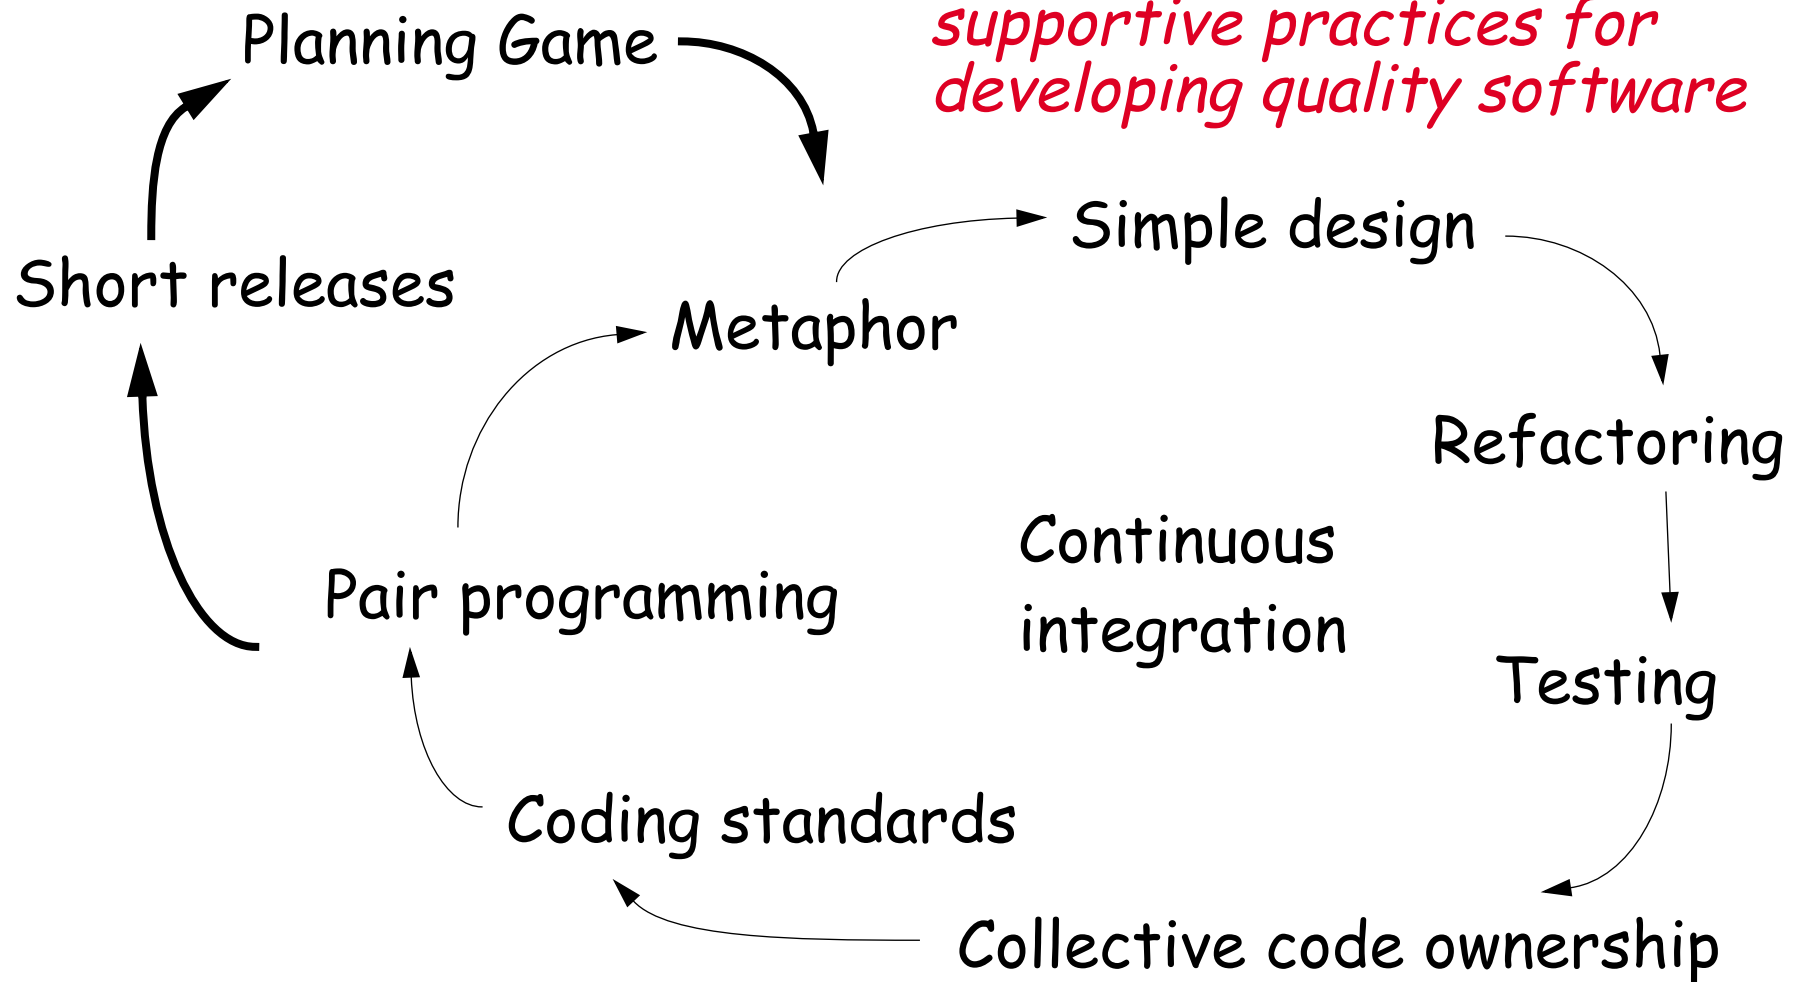 supportive practices for
developing quality software
Planning Game
Simple design
Short releases
Metaphor
Refactoring
Continuous
integration
Pair programming
Testing
Coding standards
Collective code ownership